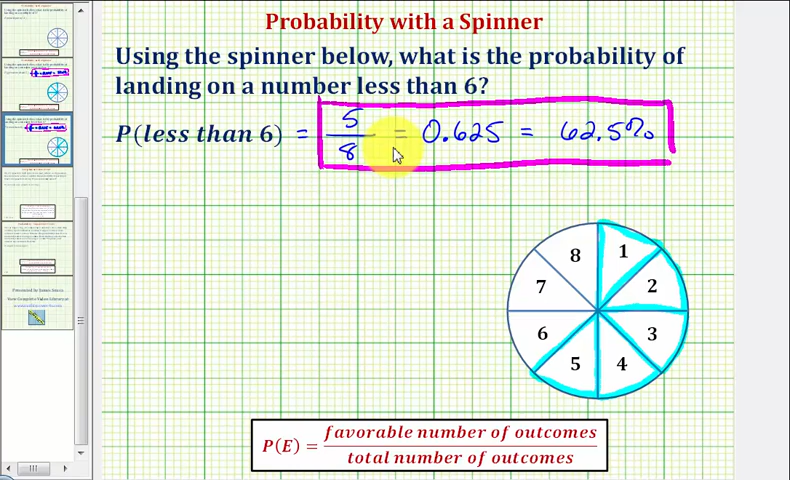 Probability with a Spinner
Using the spinner below, what is the probability of
landing on a number less than 6?
P(less than 6) = 5/8 = 0.625 = 62.5%
8 1
7 2
6 3
5 4
P(E) = favorable number of outcomes / total number of outcomes